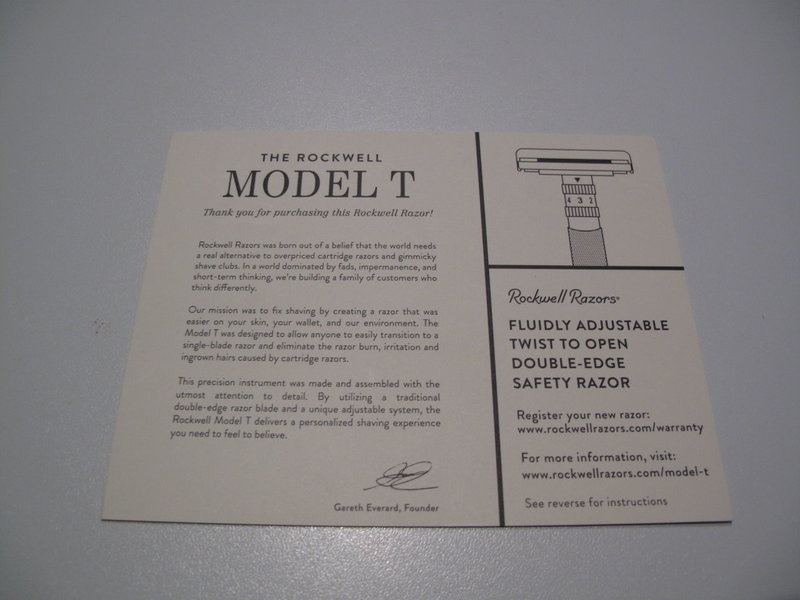 THE ROCKWELL
MODEL T
Thank you for purchasing this Rockwell Razor!
Rockwell Razors was born out of a belief that the world needs
a real alternative to overpriced cartridge razors and gimmicky
shave clubs. In a world dominated by fads, impermanence, and
short-term thinking, we're building a family of customers who
think differently.
Our mission was to fix shaving by creating a razor that was
easier on your skin, your wallet, and our environment. The
Model T was designed to allow anyone to easily transition to a
single-blade razor and eliminate the razor burn, irritation and
ingrown hairs caused by cartridge razors.
This precision instrument was made and assembled with the
utmost attention to detail. By utilizing a traditional
double-edge razor blade and a unique adjustable system, the
Rockwell Model T delivers a personalized shaving experience
you need to feel to believe.
Gareth Everard, Founder
4 3 2
Rockwell Razors®
FLUIDLY ADJUSTABLE
TWIST TO OPEN
DOUBLE-EDGE
SAFETY RAZOR
Register your new razor:
www.rockwellrazors.com/warranty
For more information, visit:
www.rockwellrazors.com/model-t
See reverse for instructions